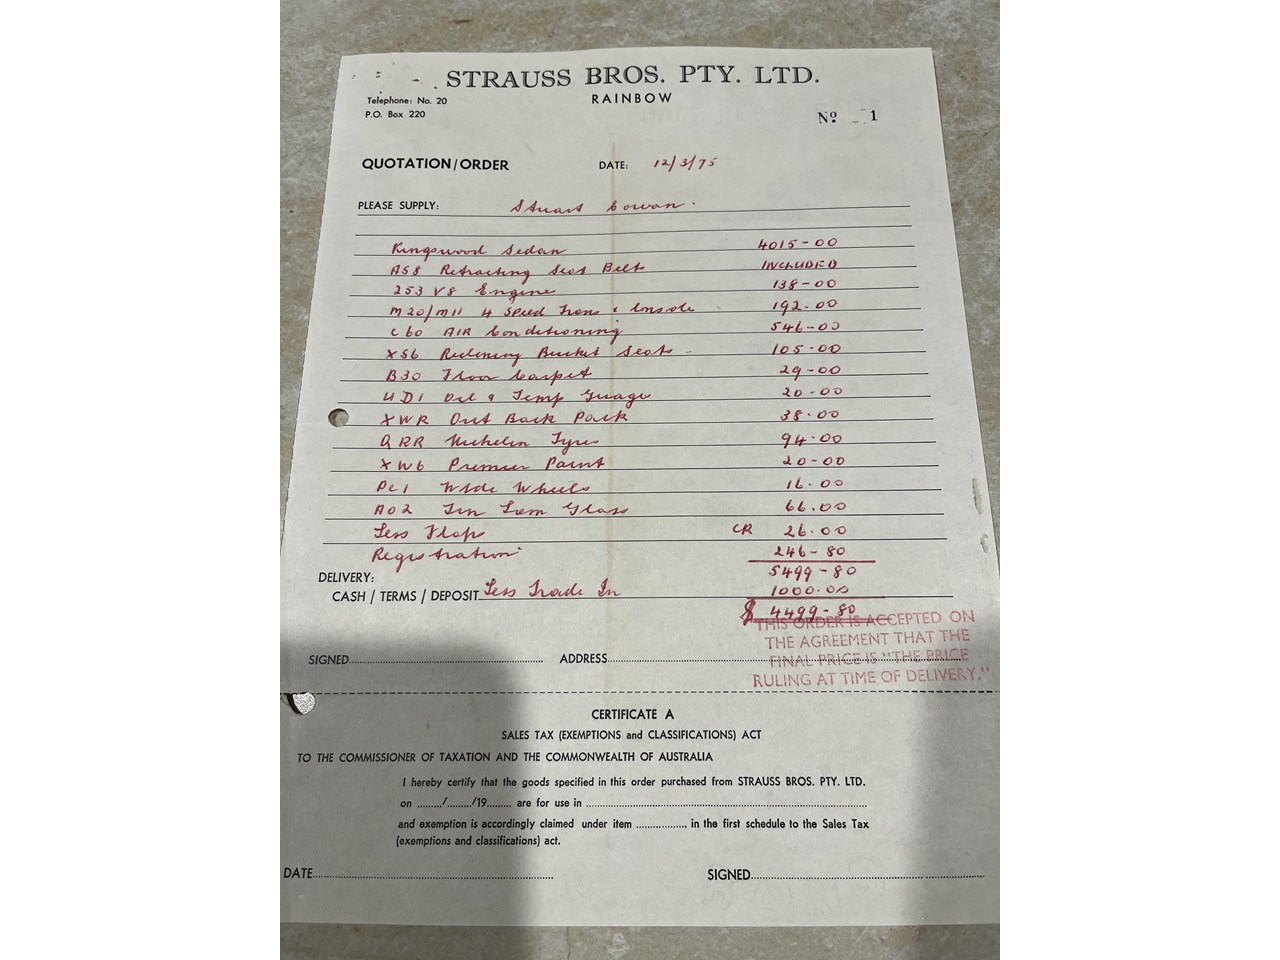 STRAUSS BROS. PTY. LTD.
RAINBOW
Telephone: No. 20
P.O. Box 220
Nº 1
QUOTATION/ORDER DATE: 12/3/75
PLEASE SUPPLY: Stuart Cowan.
Kingswood Sedan 4015-00
AS8 Retracting Seat Belts INCLUDED
253 V8 Engine 138-00
M20/M11 4 Speed Trans & Console 192-00
C60 AIR Conditioning 546-00
X56 Reclining Bucket Seats 105-00
B30 Floor Carpet 29-00
UD1 Oil & Temp Guage 20-00
XWR Out Back Pack 38.00
QRR Michelin Tyres 94.00
XW6 Premier Paint 20-00
PC1 Wide Wheels 16.00
A02 Glass 66.00
Less Flaps CR 26.00
Registration 246-80
5499-80
DELIVERY:
CASH / TERMS / DEPOSIT Less Trade In 1000.00
$ 4499-80
THIS ORDER IS ACCEPTED ON
THE AGREEMENT THAT THE
FINAL PRICE IS "THE PRICE
RULING AT TIME OF DELIVERY."
SIGNED ADDRESS
CERTIFICATE A
SALES TAX (EXEMPTIONS and CLASSIFICATIONS) ACT
TO THE COMMISSIONER OF TAXATION AND THE COMMONWEALTH OF AUSTRALIA
I hereby certify that the goods specified in this order purchased from STRAUSS BROS. PTY. LTD.
on ......../......../19........ are for use in
and exemption is accordingly claimed under item ................, in the first schedule to the Sales Tax
(exemptions and classifications) act.
DATE SIGNED